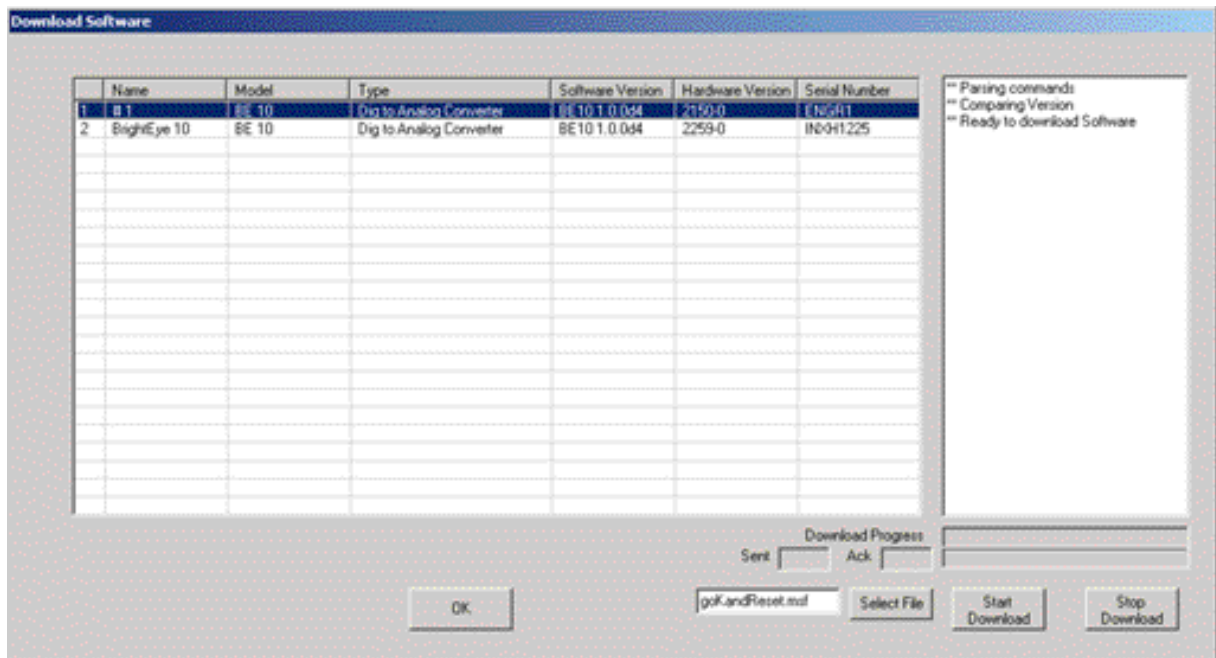 Download Software
Name Model Type Software Version Hardware Version Serial Number
1 # 1 BE 10 Dig to Analog Converter BE10 1.0.0d4 2150-0 ENGR1
2 BrightEye 10 BE 10 Dig to Analog Converter BE10 1.0.0d4 2259-0 INXH1225
** Parsing commands
** Comparing Version
** Ready to download Software
Download Progress
Sent Ack
OK
goKandReset.msf
Select File
Start
Download
Stop
Download